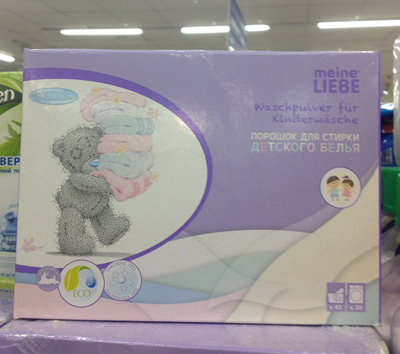 meine
LIEBE
Waschpulver für
Kinderwäsche
ПОРОШОК ДЛЯ СТИРКИ
ДЕТСКОГО БЕЛЬЯ
ECO